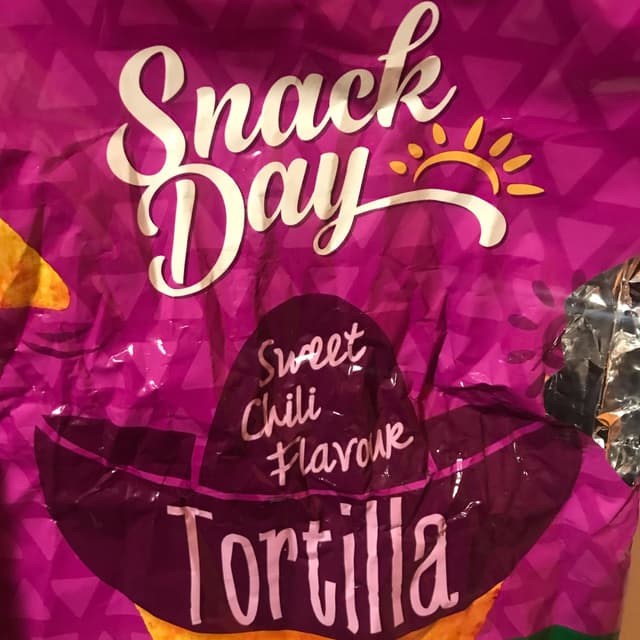 Snack
Day
Sweet
Chili
Flavour
Tortilla